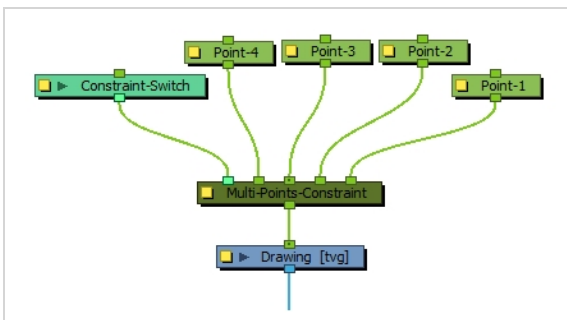 Point-4
Point-3
Point-2
Constraint-Switch
Point-1
Multi-Points-Constraint
Drawing [tvg]